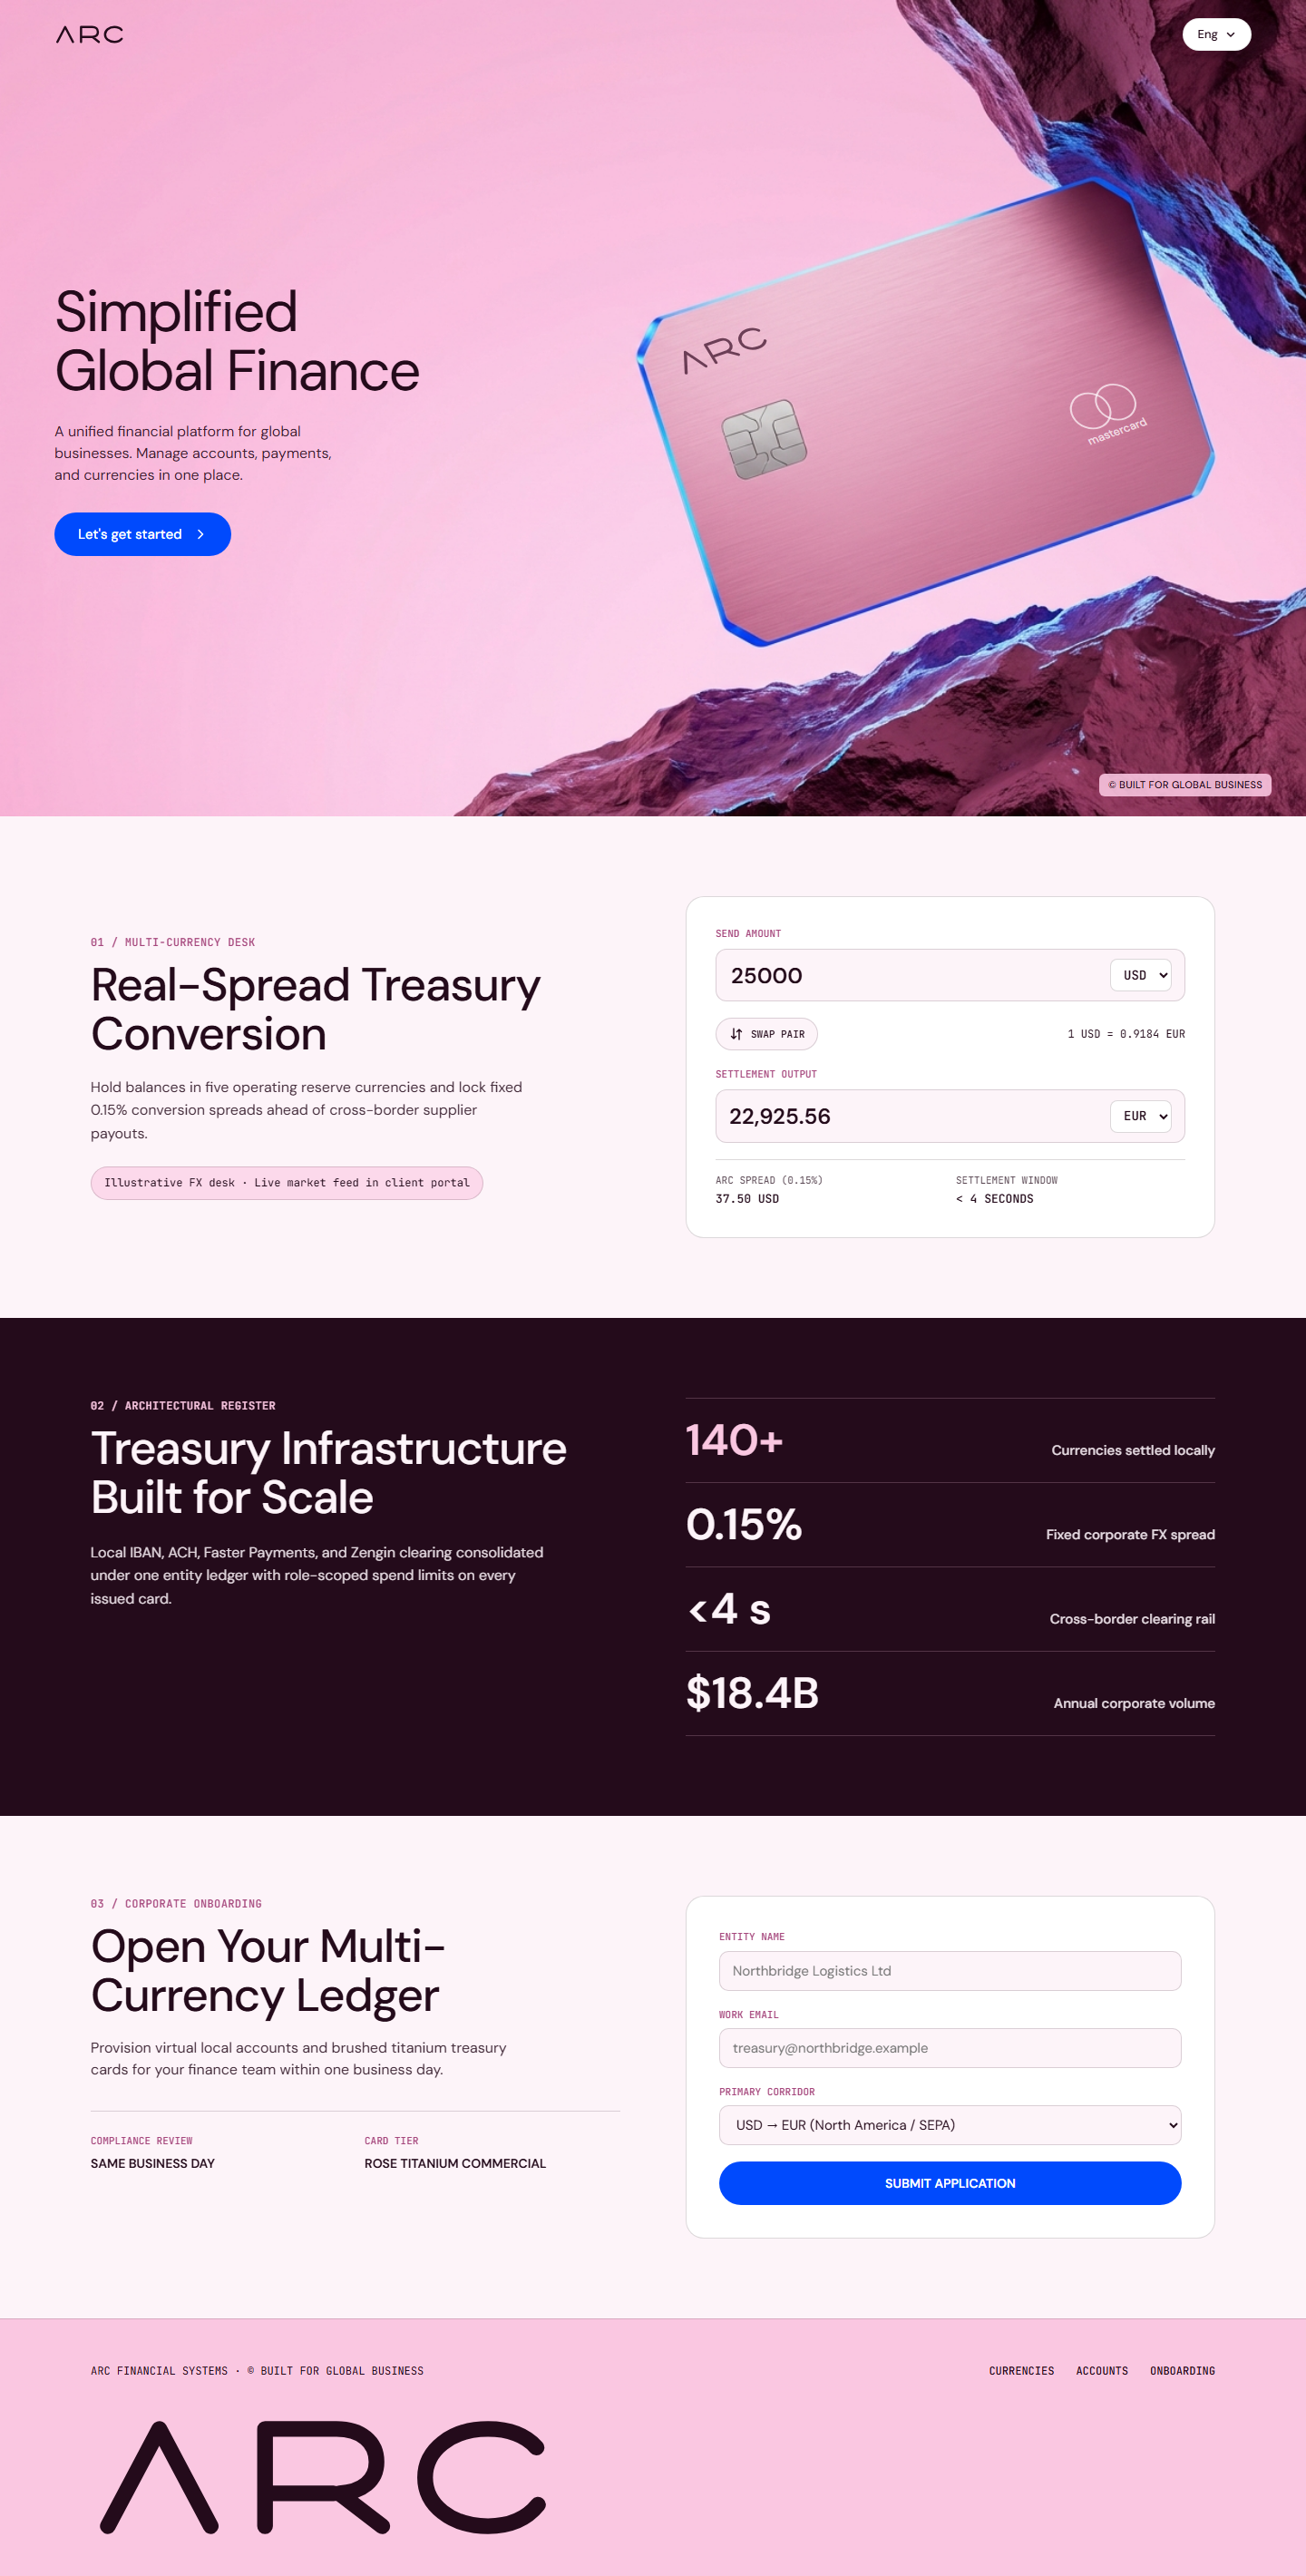 ARC
Eng
Simplified
Global Finance
A unified financial platform for global
businesses. Manage accounts, payments,
and currencies in one place.
Let's get started
ARC
mastercard
© BUILT FOR GLOBAL BUSINESS
01 / MULTI-CURRENCY DESK
Real-Spread Treasury
Conversion
Hold balances in five operating reserve currencies and lock fixed
0.15% conversion spreads ahead of cross-border supplier
payouts.
Illustrative FX desk · Live market feed in client portal
SEND AMOUNT
25000
USD
SWAP PAIR
1 USD = 0.9184 EUR
SETTLEMENT OUTPUT
22,925.56
EUR
ARC SPREAD (0.15%)
37.50 USD
SETTLEMENT WINDOW
< 4 SECONDS
02 / ARCHITECTURAL REGISTER
Treasury Infrastructure
Built for Scale
Local IBAN, ACH, Faster Payments, and Zengin clearing consolidated
under one entity ledger with role-scoped spend limits on every
issued card.
140+
Currencies settled locally
0.15%
Fixed corporate FX spread
<4 s
Cross-border clearing rail
$18.4B
Annual corporate volume
03 / CORPORATE ONBOARDING
Open Your Multi-
Currency Ledger
Provision virtual local accounts and brushed titanium treasury
cards for your finance team within one business day.
COMPLIANCE REVIEW
SAME BUSINESS DAY
CARD TIER
ROSE TITANIUM COMMERCIAL
ENTITY NAME
Northbridge Logistics Ltd
WORK EMAIL
treasury@northbridge.example
PRIMARY CORRIDOR
USD → EUR (North America / SEPA)
SUBMIT APPLICATION
ARC FINANCIAL SYSTEMS · © BUILT FOR GLOBAL BUSINESS
CURRENCIES
ACCOUNTS
ONBOARDING
ARC